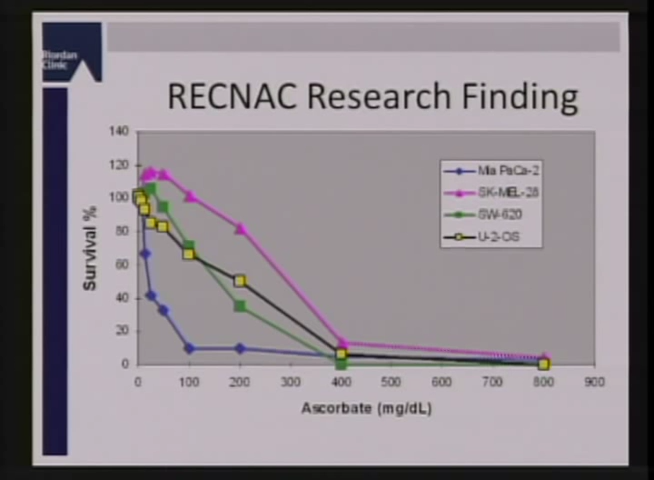 Riordan
Clinic
RECNAC Research Finding
140
120
100
80
60
40
20
0
Survival %
Mia PaCa-2
SK-MEL-28
SW-620
U-2-OS
0 100 200 300 400 500 600 700 800 900
Ascorbate (mg/dL)